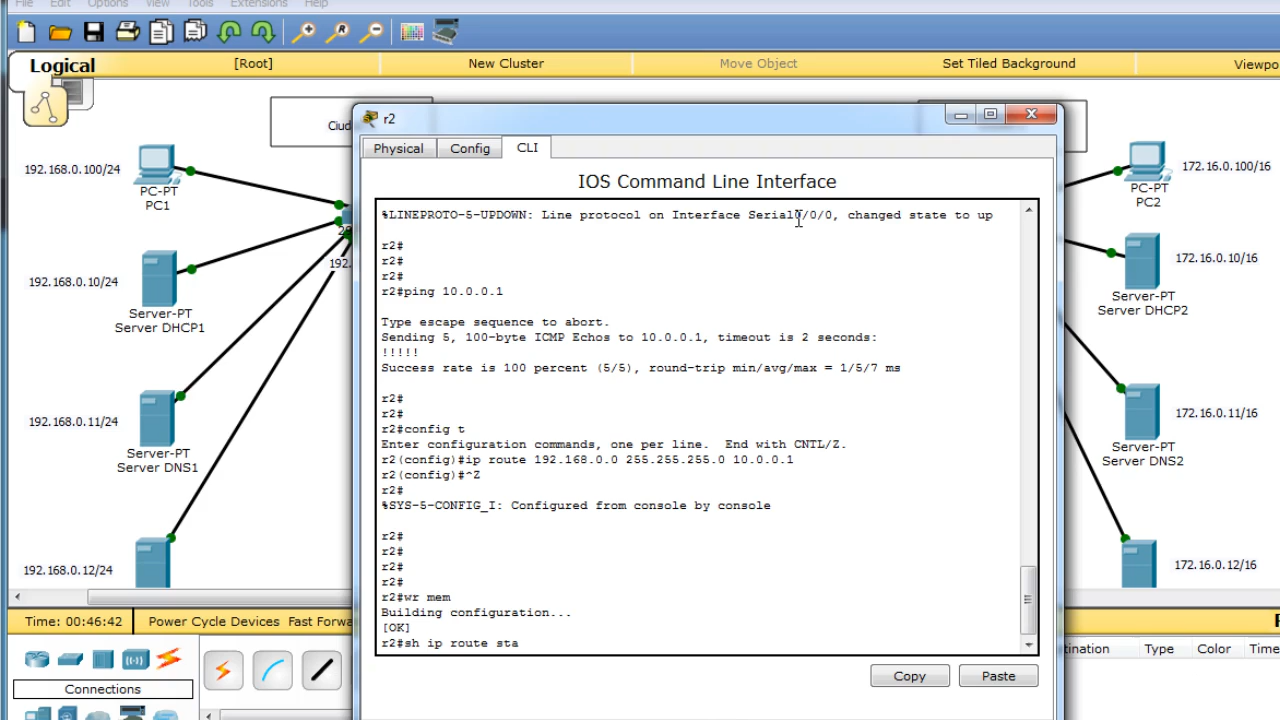 File Edit Options View Tools Extensions Help
Logical [Root] New Cluster Move Object Set Tiled Background Viewpo
Ciud
r2
Physical Config CLI
IOS Command Line Interface
%LINEPROTO-5-UPDOWN: Line protocol on Interface Serial0/0/0, changed state to up
r2#
r2#
r2#
r2#ping 10.0.0.1
Type escape sequence to abort.
Sending 5, 100-byte ICMP Echos to 10.0.0.1, timeout is 2 seconds:
!!!!!
Success rate is 100 percent (5/5), round-trip min/avg/max = 1/5/7 ms
r2#
r2#
r2#config t
Enter configuration commands, one per line.  End with CNTL/Z.
r2(config)#ip route 192.168.0.0 255.255.255.0 10.0.0.1
r2(config)#^Z
r2#
%SYS-5-CONFIG_I: Configured from console by console
r2#
r2#
r2#
r2#
r2#wr mem
Building configuration...
[OK]
r2#sh ip route sta
Copy Paste
192.168.0.100/24
PC-PT
PC1
29
192.
192.168.0.10/24
Server-PT
Server DHCP1
192.168.0.11/24
Server-PT
Server DNS1
192.168.0.12/24
172.16.0.100/16
PC-PT
PC2
172.16.0.10/16
Server-PT
Server DHCP2
172.16.0.11/16
Server-PT
Server DNS2
172.16.0.12/16
Time: 00:46:42 Power Cycle Devices Fast Forwa
Connections
tination Type Color Time